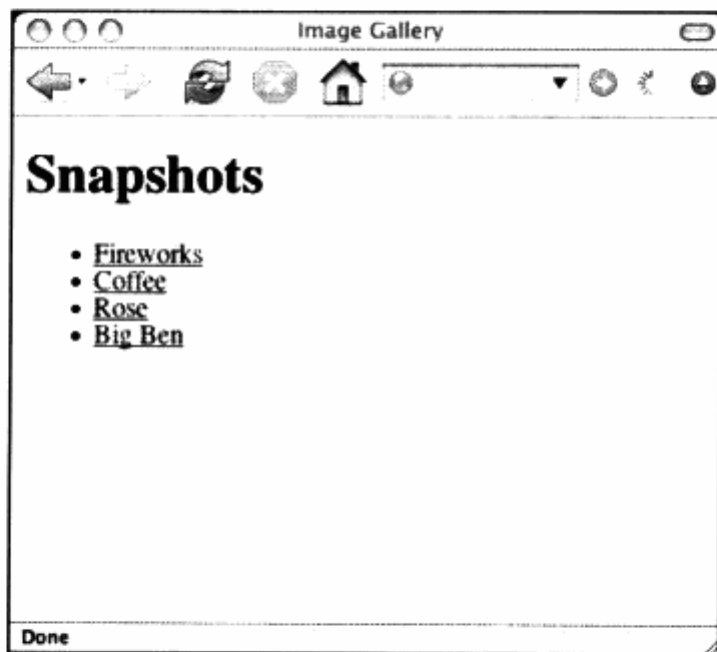 Image Gallery
Snapshots
• Fireworks
• Coffee
• Rose
• Big Ben
Done